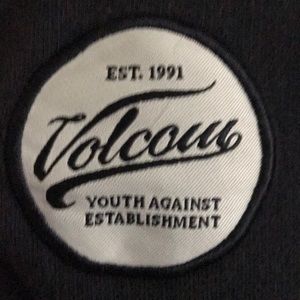 EST. 1991
Volcom
YOUTH AGAINST
ESTABLISHMENT